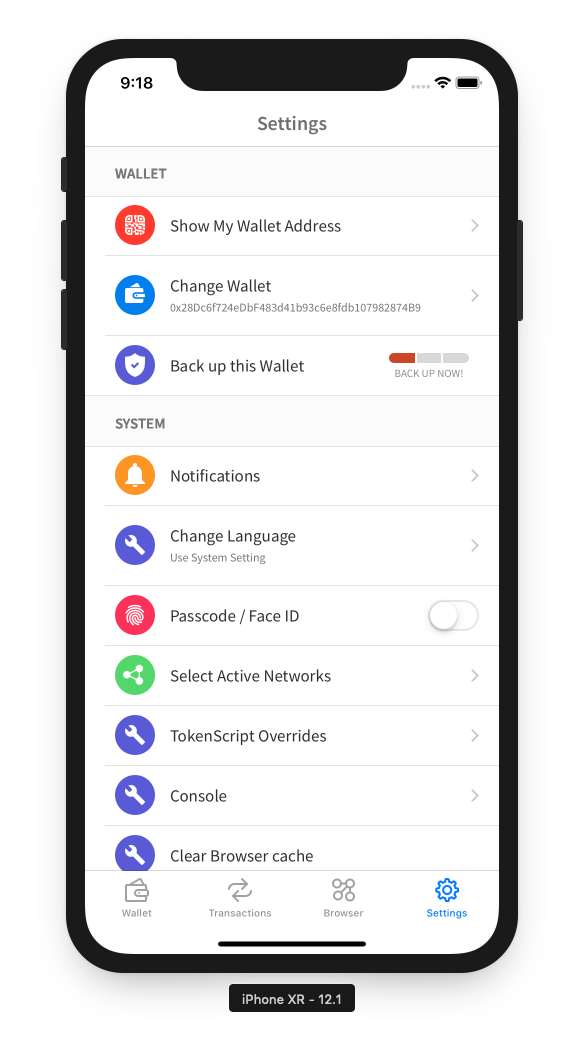 9:18
Settings
WALLET
Show My Wallet Address
Change Wallet
0x28Dc6f724eDbF483d41b93c6e8fdb107982874B9
Back up this Wallet
BACK UP NOW!
SYSTEM
Notifications
Change Language
Use System Setting
Passcode / Face ID
Select Active Networks
TokenScript Overrides
Console
Clear Browser cache
Wallet
Transactions
Browser
Settings
iPhone XR - 12.1